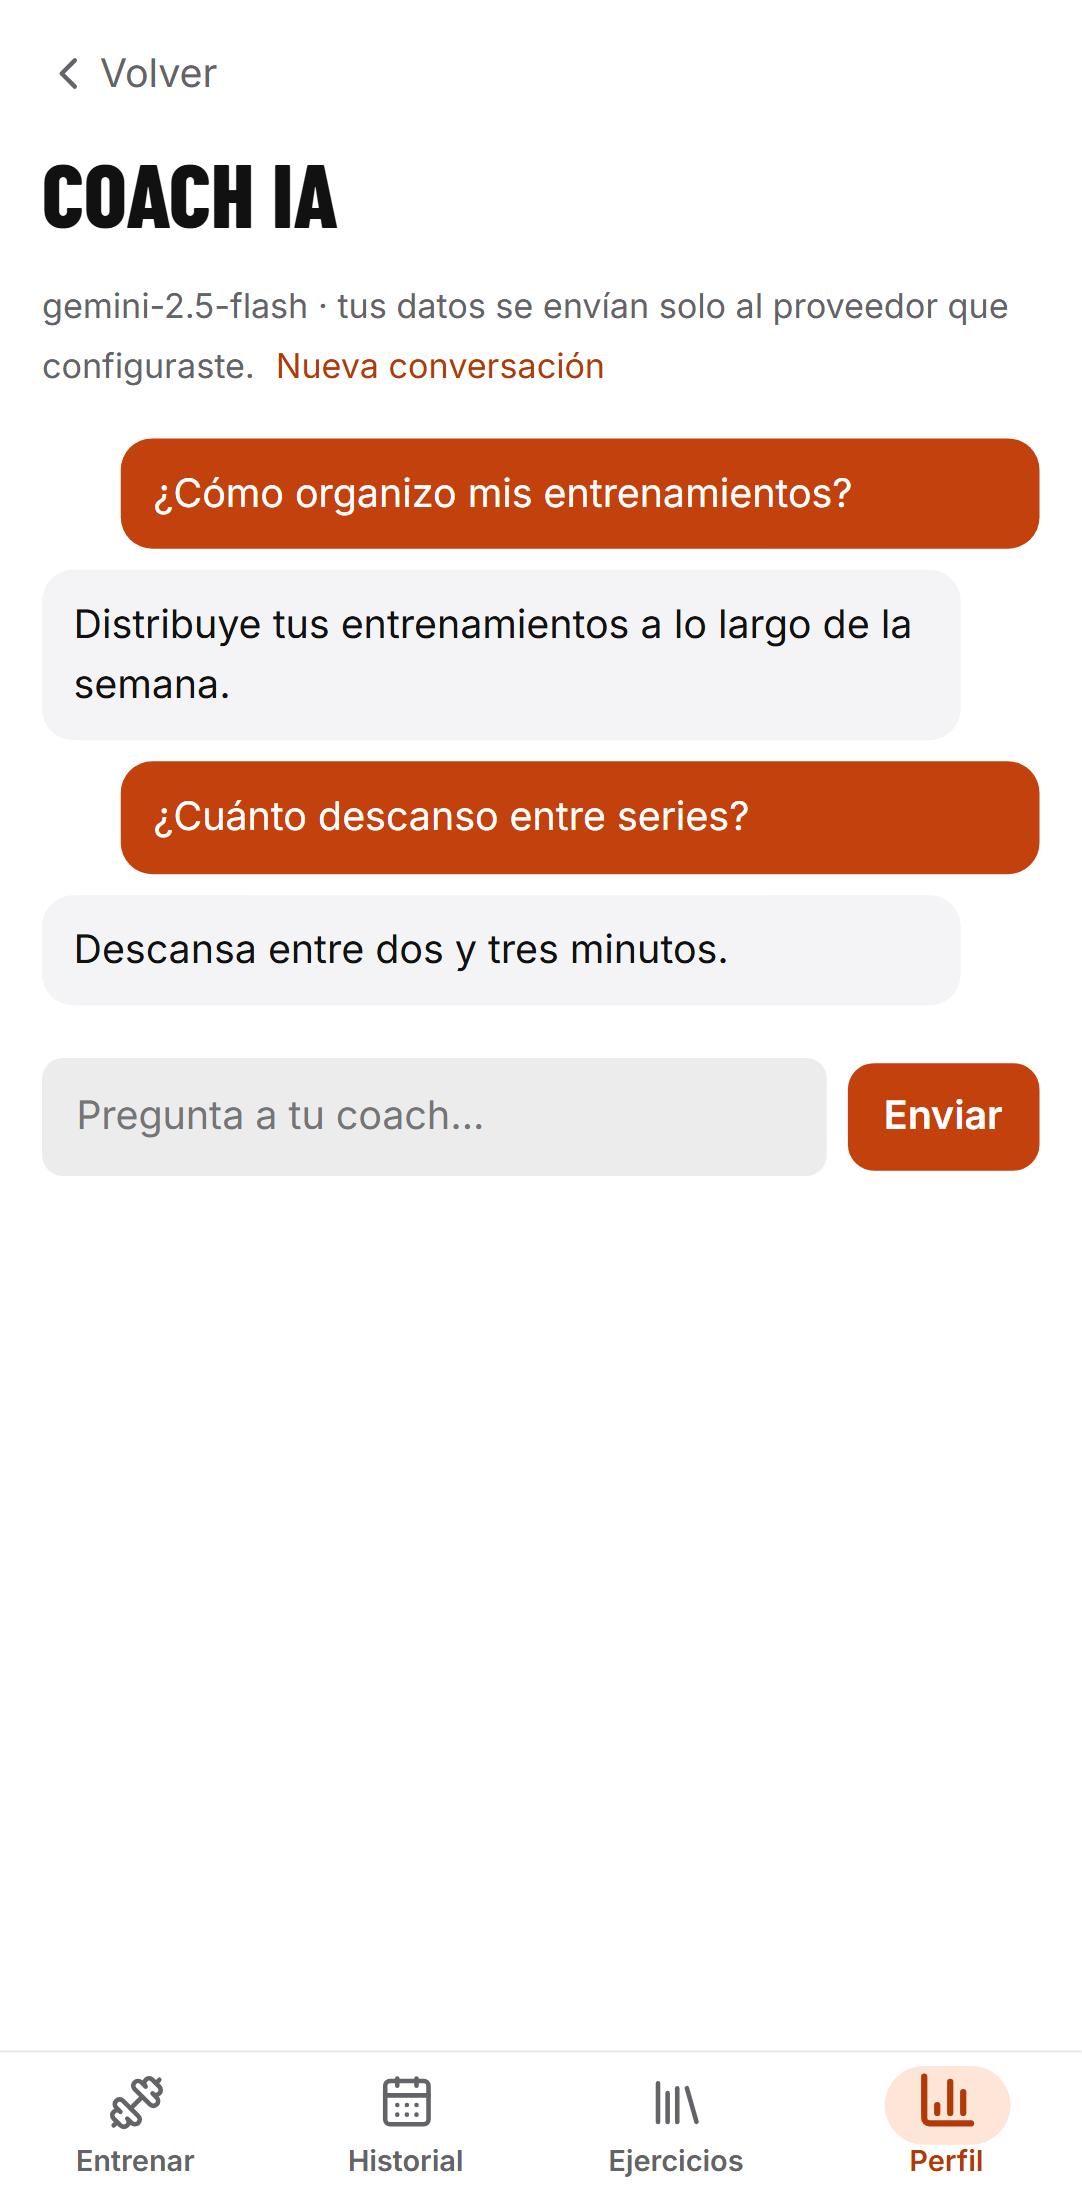 Volver
COACH IA
gemini-2.5-flash · tus datos se envían solo al proveedor que
configuraste. Nueva conversación
¿Cómo organizo mis entrenamientos?
Distribuye tus entrenamientos a lo largo de la
semana.
¿Cuánto descanso entre series?
Descansa entre dos y tres minutos.
Pregunta a tu coach...
Enviar
Entrenar
Historial
Ejercicios
Perfil